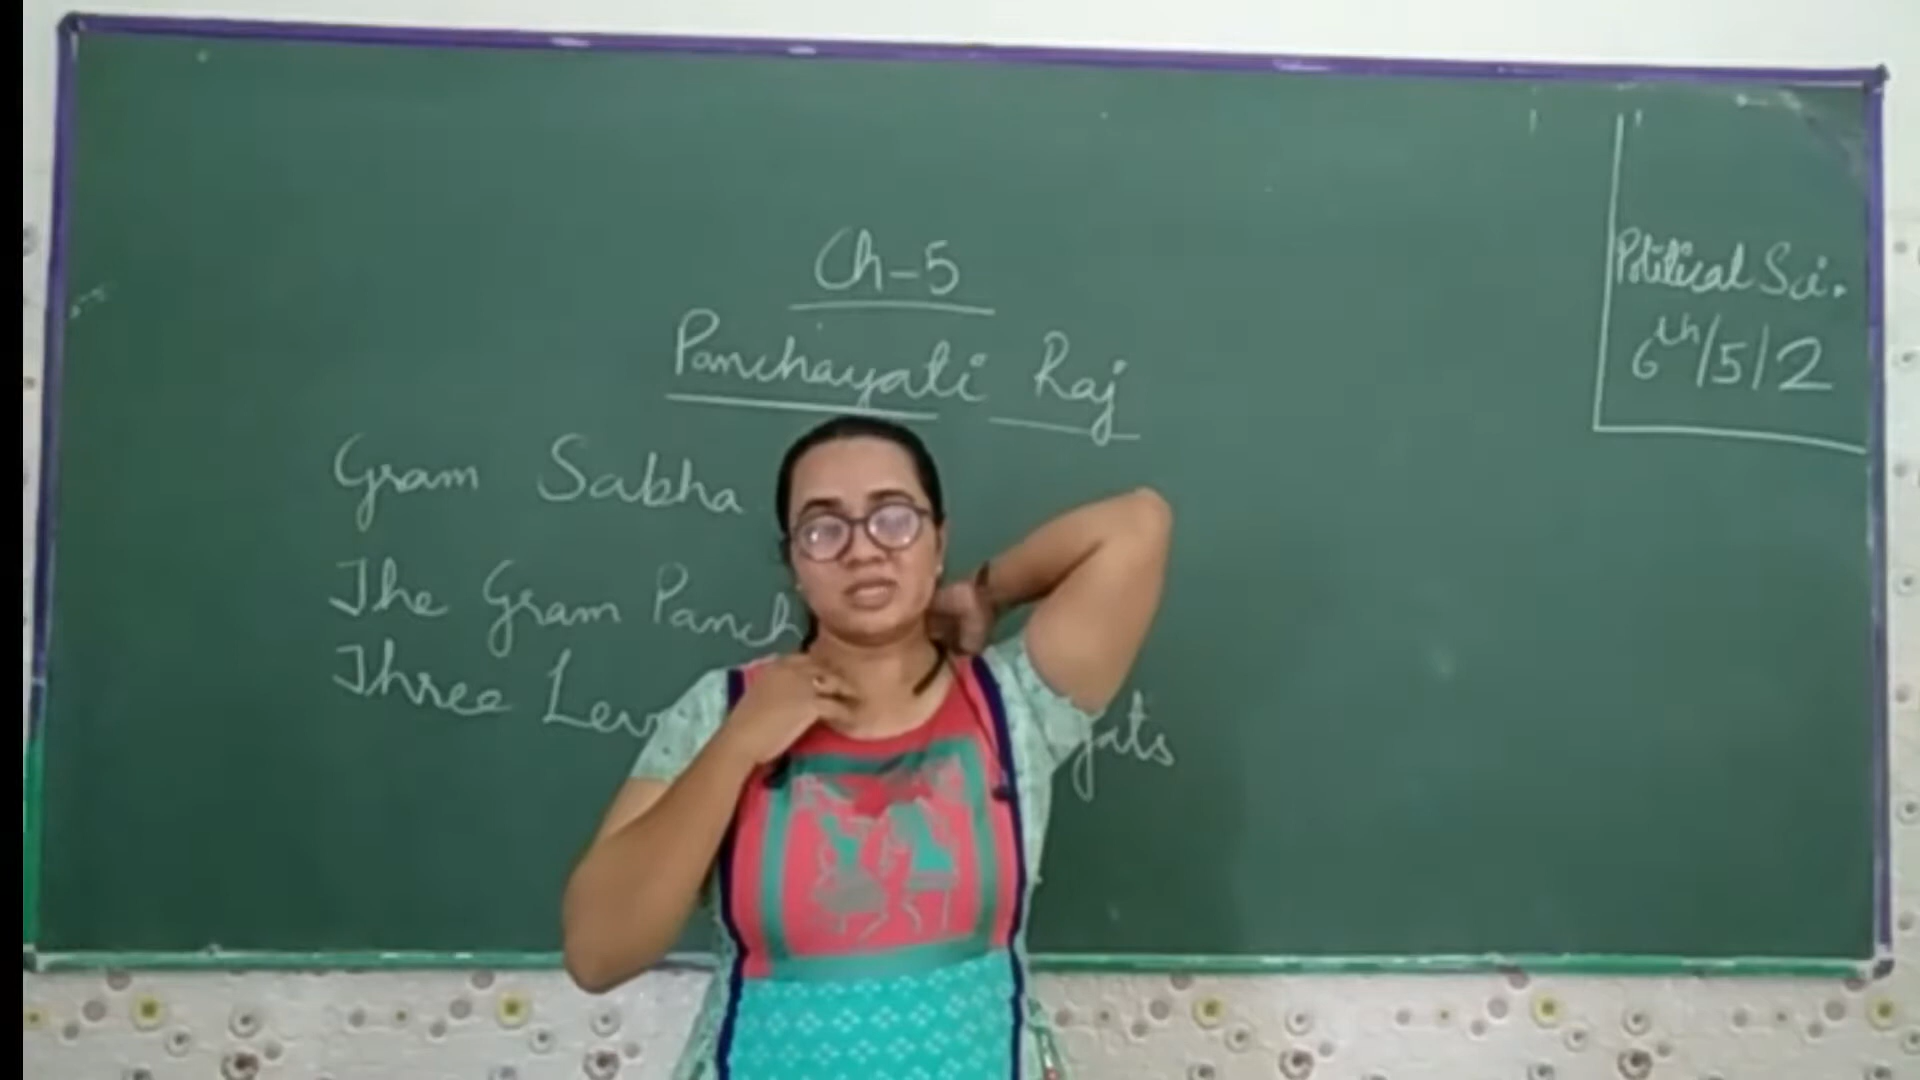 Ch-5
Panchayati Raj
Gram Sabha
The Gram Panch
Three Lev yats
Political Sci.
6th/5/2